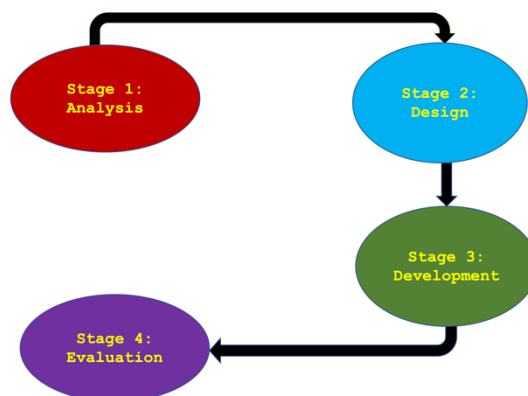 Stage 1:
Analysis
Stage 2:
Design
Stage 3:
Development
Stage 4:
Evaluation